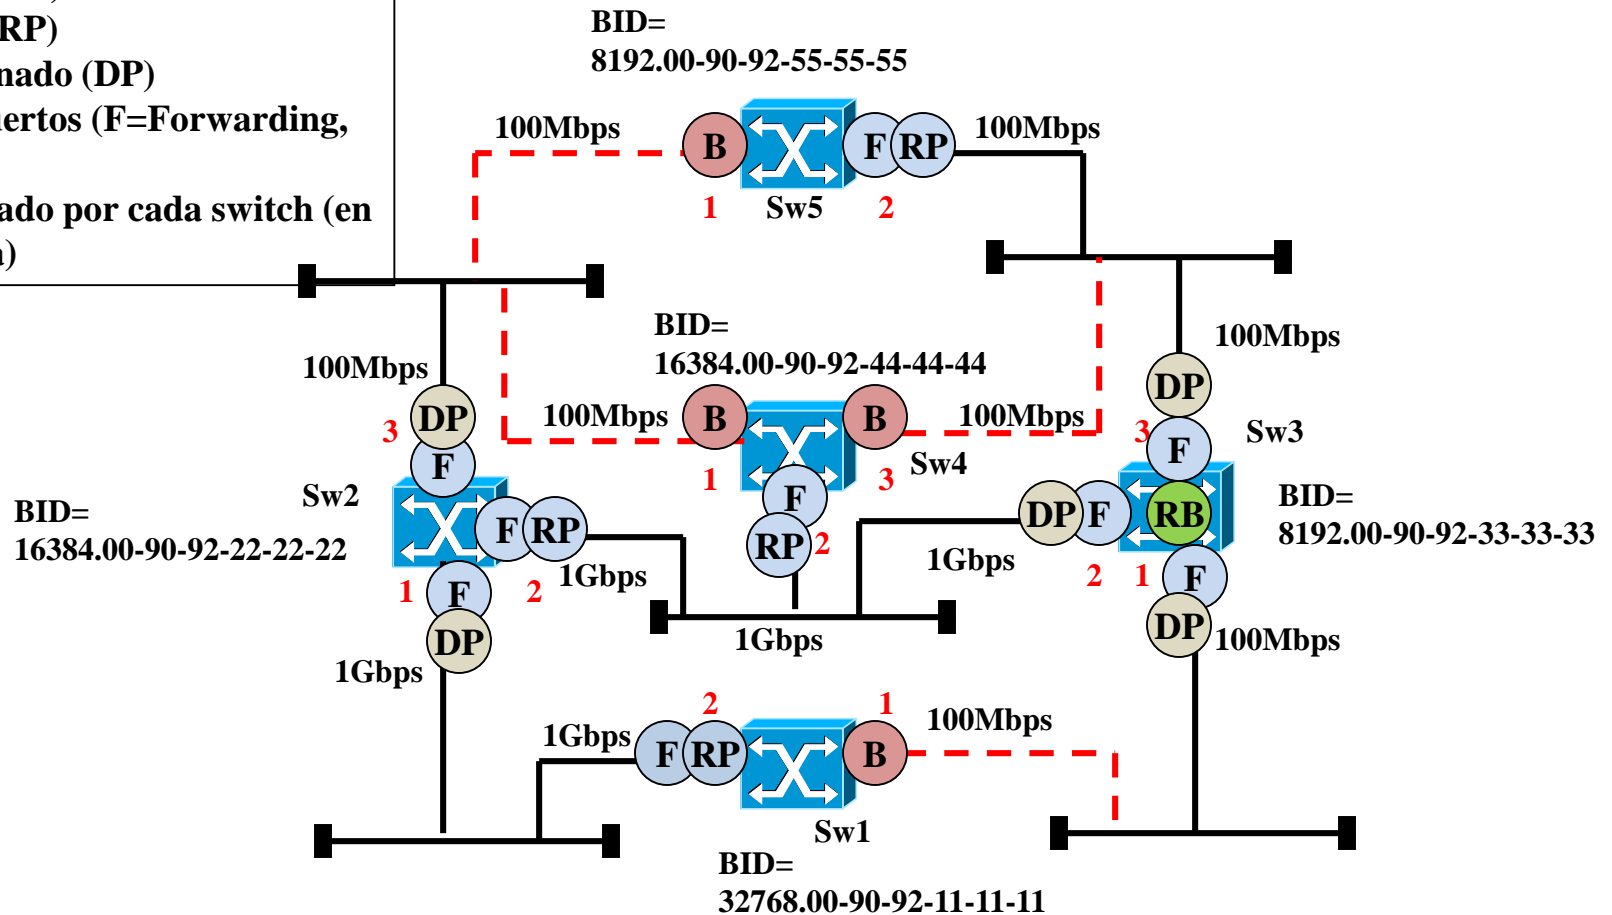 RP)
nado (DP)
uertos (F=Forwarding,
ado por cada switch (en
a)
BID=
8192.00-90-92-55-55-55
100Mbps
B
F
RP
100Mbps
1
Sw5
2
BID=
16384.00-90-92-44-44-44
100Mbps
100Mbps
DP
3
F
B
100Mbps
B
100Mbps
1
3
Sw4
F
RP
2
DP
3
F
Sw3
RB
Sw2
BID=
16384.00-90-92-22-22-22
F
RP
1Gbps
1
2
F
DP
1Gbps
DP
F
1Gbps
2
1
BID=
8192.00-90-92-33-33-33
F
DP
100Mbps
1Gbps
2
1
1Gbps
F
RP
B
100Mbps
Sw1
BID=
32768.00-90-92-11-11-11